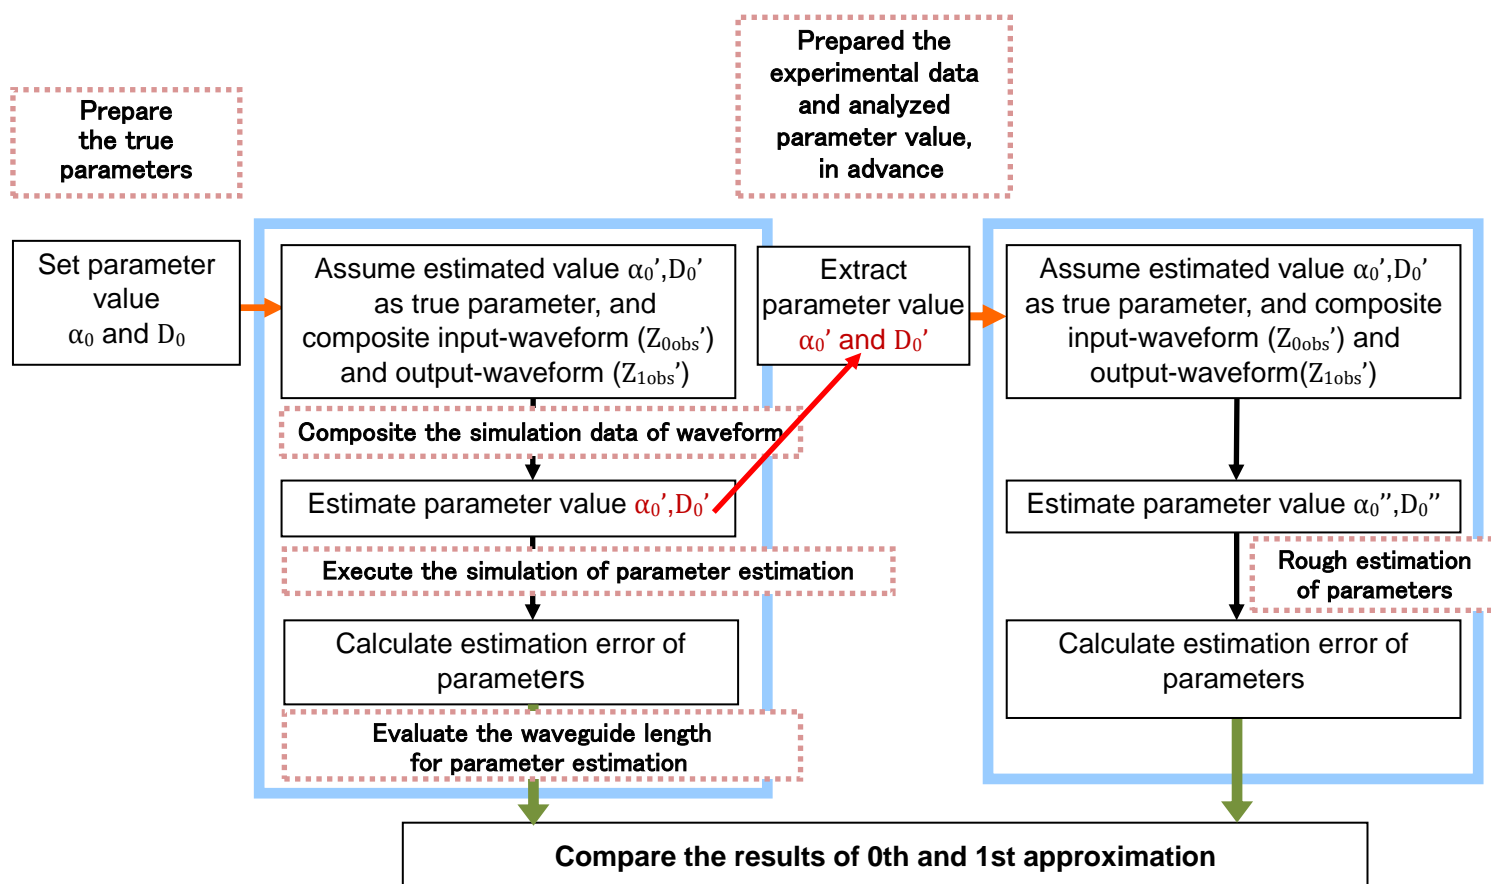 Prepare
the true
parameters
Set parameter
value
α₀ and D₀
Assume estimated value α₀’,D₀’
as true parameter, and
composite input-waveform (Z₀obs’)
and output-waveform (Z₁obs’)
Composite the simulation data of waveform
Estimate parameter value α₀’,D₀’
Execute the simulation of parameter estimation
Calculate estimation error of
parameters
Evaluate the waveguide length
for parameter estimation
Prepared the
experimental data
and analyzed
parameter value,
in advance
Extract
parameter value
α₀’ and D₀’
Assume estimated value α₀’,D₀’
as true parameter, and composite
input-waveform (Z₀obs’) and
output-waveform(Z₁obs’)
Estimate parameter value α₀’’,D₀’’
Rough estimation
of parameters
Calculate estimation error of
parameters
Compare the results of 0th and 1st approximation